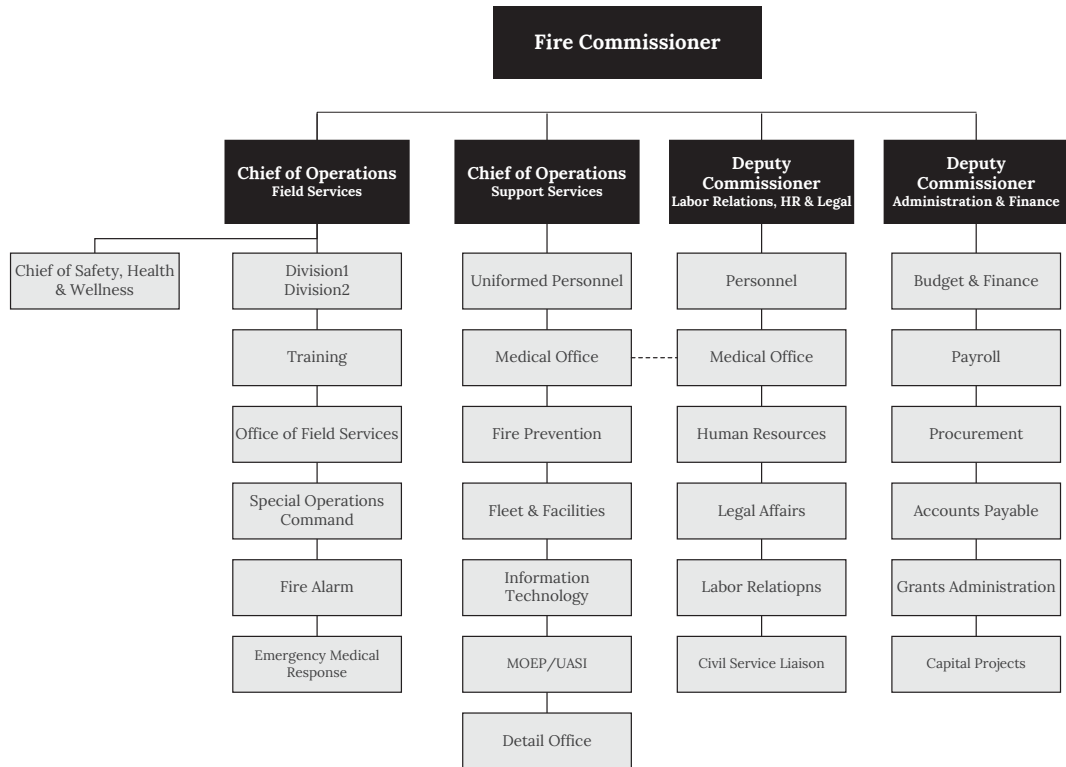 Fire Commissioner
Chief of Operations
Field Services
Chief of Operations
Support Services
Deputy
Commissioner
Labor Relations, HR & Legal
Deputy
Commissioner
Administration & Finance
Chief of Safety, Health
& Wellness
Division1
Division2
Training
Office of Field Services
Special Operations
Command
Fire Alarm
Emergency Medical
Response
Uniformed Personnel
Medical Office
Fire Prevention
Fleet & Facilities
Information
Technology
MOEP/UASI
Detail Office
Personnel
Medical Office
Human Resources
Legal Affairs
Labor Relatiopns
Civil Service Liaison
Budget & Finance
Payroll
Procurement
Accounts Payable
Grants Administration
Capital Projects